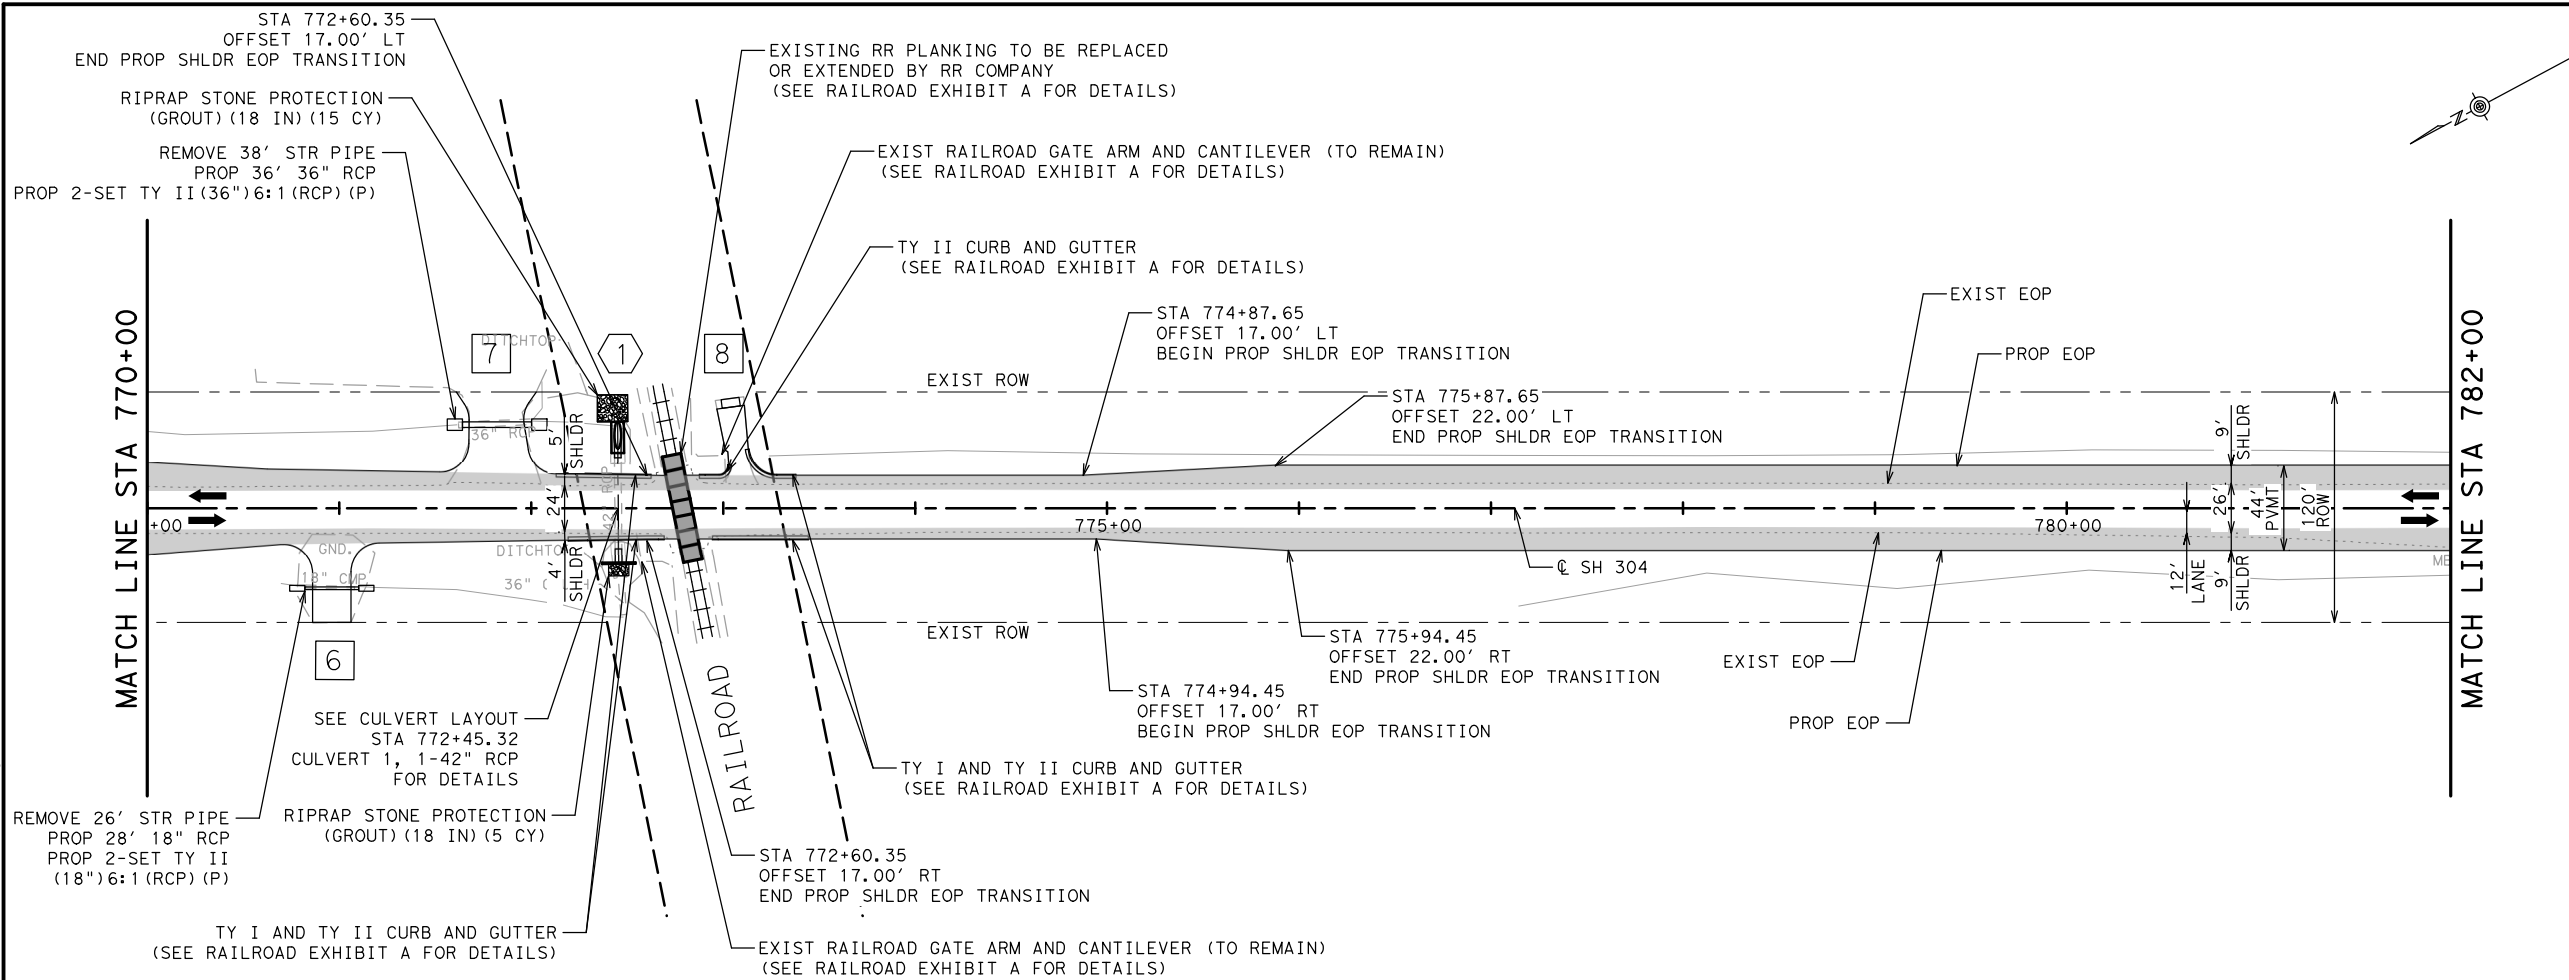 STA 772+60.35
OFFSET 17.00' LT
END PROP SHLDR EOP TRANSITION
RIPRAP STONE PROTECTION
(GROUT)(18 IN)(15 CY)
REMOVE 38' STR PIPE
PROP 36' 36" RCP
PROP 2-SET TY II(36")6:1(RCP)(P)
EXISTING RR PLANKING TO BE REPLACED
OR EXTENDED BY RR COMPANY
(SEE RAILROAD EXHIBIT A FOR DETAILS)
EXIST RAILROAD GATE ARM AND CANTILEVER (TO REMAIN)
(SEE RAILROAD EXHIBIT A FOR DETAILS)
TY II CURB AND GUTTER
(SEE RAILROAD EXHIBIT A FOR DETAILS)
N
STA 774+87.65
OFFSET 17.00' LT
BEGIN PROP SHLDR EOP TRANSITION
EXIST EOP
PROP EOP
STA 775+87.65
OFFSET 22.00' LT
END PROP SHLDR EOP TRANSITION
EXIST ROW
MATCH LINE STA 770+00
MATCH LINE STA 782+00
DITCHTOP
7
1
8
36" RCP
5'
SHLDR
24'
4'
SHLDR
42" RCP
+00
775+00
780+00
9'
SHLDR
26'
44'
PVMT
120'
ROW
12'
LANE
9'
SHLDR
GND.
18" CMP
DITCHTO
36" C
6
℄ SH 304
EXIST ROW
ME
STA 775+94.45
OFFSET 22.00' RT
END PROP SHLDR EOP TRANSITION
EXIST EOP
PROP EOP
STA 774+94.45
OFFSET 17.00' RT
BEGIN PROP SHLDR EOP TRANSITION
RAILROAD
SEE CULVERT LAYOUT
STA 772+45.32
CULVERT 1, 1-42" RCP
FOR DETAILS
TY I AND TY II CURB AND GUTTER
(SEE RAILROAD EXHIBIT A FOR DETAILS)
REMOVE 26' STR PIPE
PROP 28' 18" RCP
PROP 2-SET TY II
(18")6:1(RCP)(P)
RIPRAP STONE PROTECTION
(GROUT)(18 IN)(5 CY)
STA 772+60.35
OFFSET 17.00' RT
END PROP SHLDR EOP TRANSITION
TY I AND TY II CURB AND GUTTER
(SEE RAILROAD EXHIBIT A FOR DETAILS)
EXIST RAILROAD GATE ARM AND CANTILEVER (TO REMAIN)
(SEE RAILROAD EXHIBIT A FOR DETAILS)